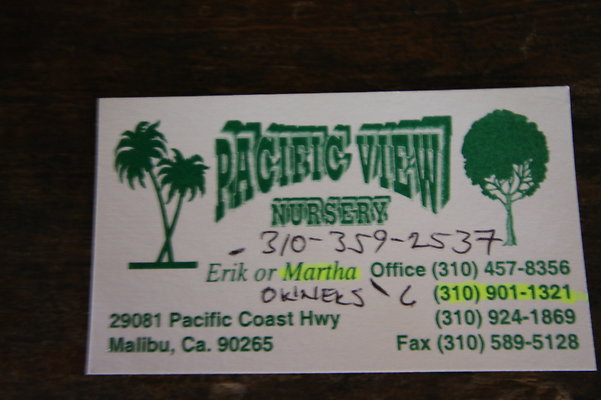 PACIFIC VIEW
NURSERY
- 310-359-2537
Erik or Martha Office (310) 457-8356
(310) 901-1321
29081 Pacific Coast Hwy (310) 924-1869
Malibu, Ca. 90265 Fax (310) 589-5128